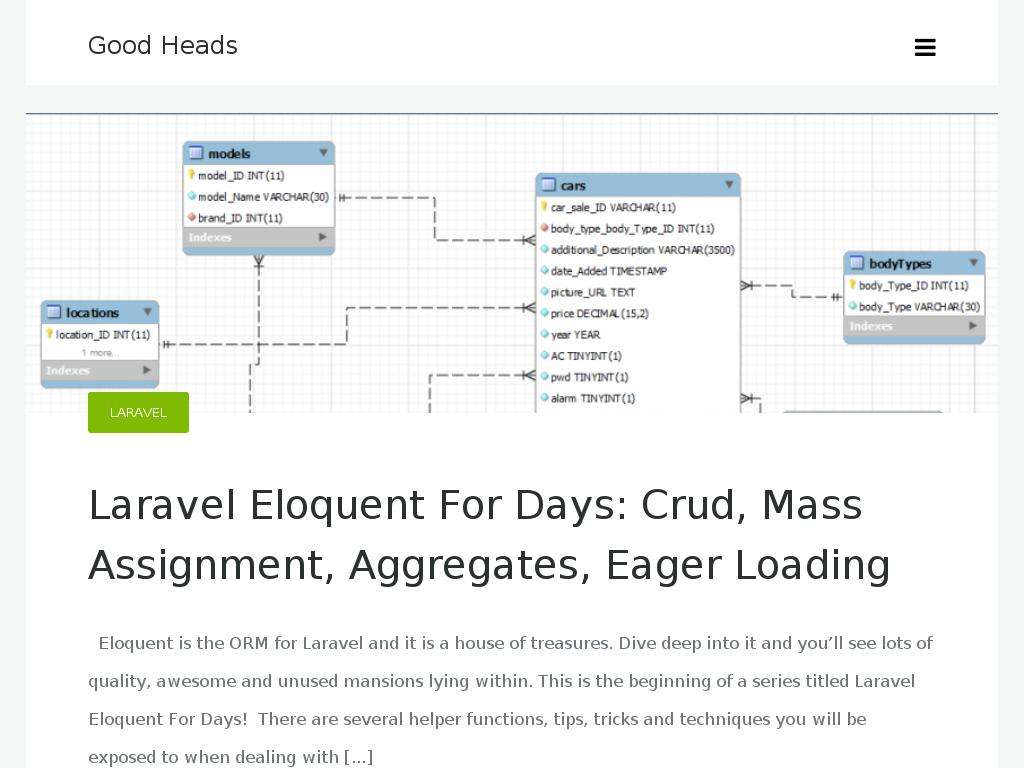 Good Heads
models
model_ID INT(11)
model_Name VARCHAR(30)
brand_ID INT(11)
Indexes
cars
car_sale_ID VARCHAR(11)
body_type_body_Type_ID INT(11)
additional_Description VARCHAR(3500)
date_Added TIMESTAMP
picture_URL TEXT
price DECIMAL(15,2)
year YEAR
AC TINYINT(1)
pwd TINYINT(1)
alarm TINYINT(1)
bodyTypes
body_Type_ID INT(11)
body_Type VARCHAR(30)
Indexes
locations
location_ID INT(11)
1 more...
Indexes
LARAVEL
Laravel Eloquent For Days: Crud, Mass
Assignment, Aggregates, Eager Loading
Eloquent is the ORM for Laravel and it is a house of treasures. Dive deep into it and you’ll see lots of
quality, awesome and unused mansions lying within. This is the beginning of a series titled Laravel
Eloquent For Days!  There are several helper functions, tips, tricks and techniques you will be
exposed to when dealing with [...]